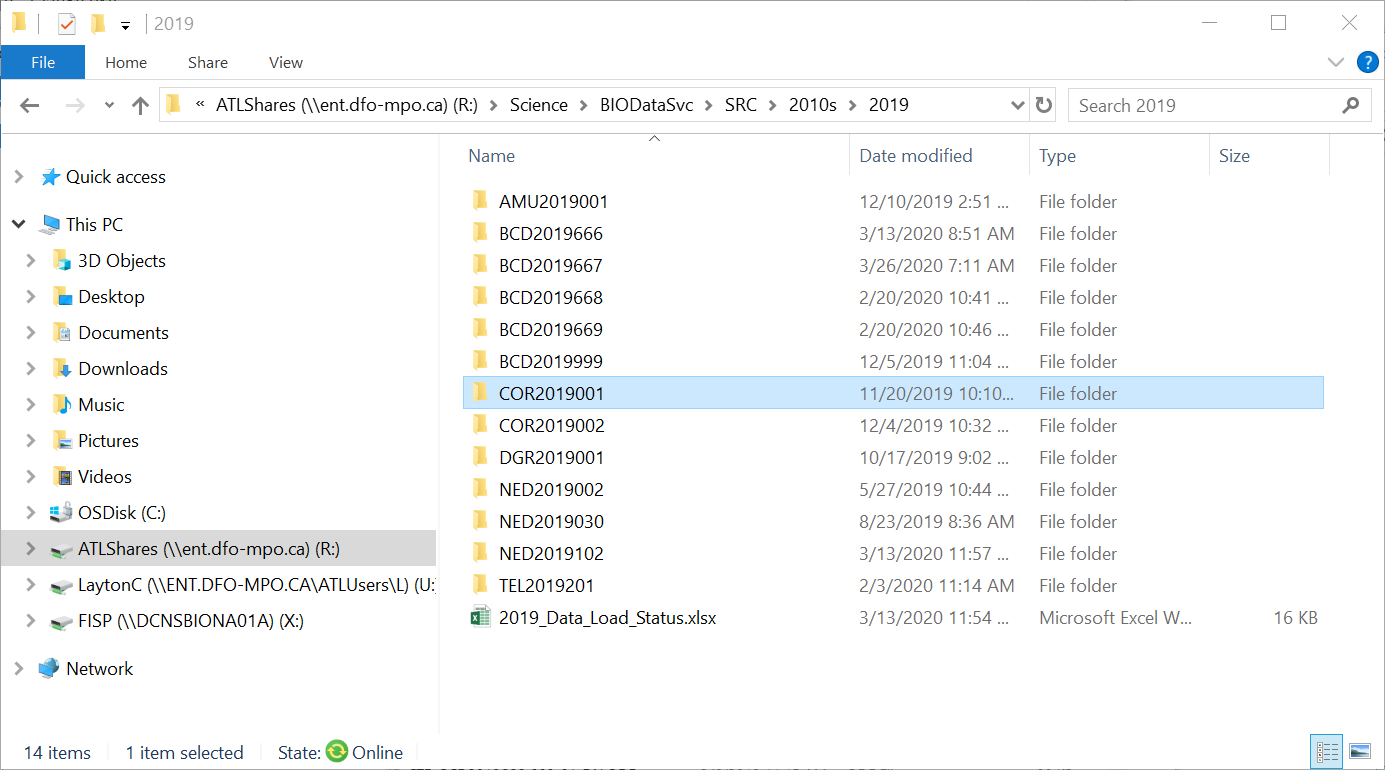 2019
File Home Share View
« ATLShares (\\ent.dfo-mpo.ca) (R:) > Science > BIODataSvc > SRC > 2010s > 2019 Search 2019
Name Date modified Type Size
Quick access
This PC
3D Objects
Desktop
Documents
Downloads
Music
Pictures
Videos
OSDisk (C:)
ATLShares (\\ent.dfo-mpo.ca) (R:)
LaytonC (\\ENT.DFO-MPO.CA\ATLUsers\L) (U:
FISP (\\DCNSBIONA01A) (X:)
Network
AMU2019001 12/10/2019 2:51 ... File folder
BCD2019666 3/13/2020 8:51 AM File folder
BCD2019667 3/26/2020 7:11 AM File folder
BCD2019668 2/20/2020 10:41 ... File folder
BCD2019669 2/20/2020 10:46 ... File folder
BCD2019999 12/5/2019 11:04 ... File folder
COR2019001 11/20/2019 10:10... File folder
COR2019002 12/4/2019 10:32 ... File folder
DGR2019001 10/17/2019 9:02 ... File folder
NED2019002 5/27/2019 10:44 ... File folder
NED2019030 8/23/2019 8:36 AM File folder
NED2019102 3/13/2020 11:57 ... File folder
TEL2019201 2/3/2020 11:14 AM File folder
2019_Data_Load_Status.xlsx 3/13/2020 11:54 ... Microsoft Excel W... 16 KB
14 items 1 item selected State: Online